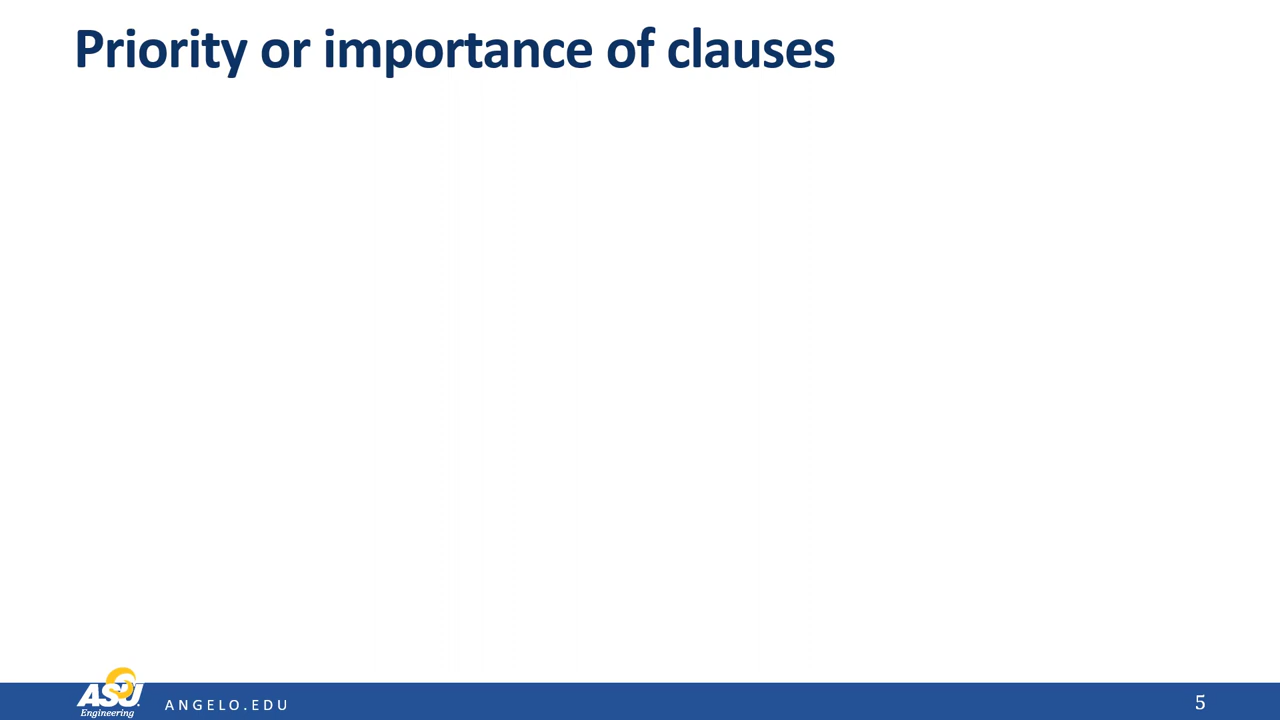 Priority or importance of clauses
ASU
Engineering
ANGELO.EDU
5